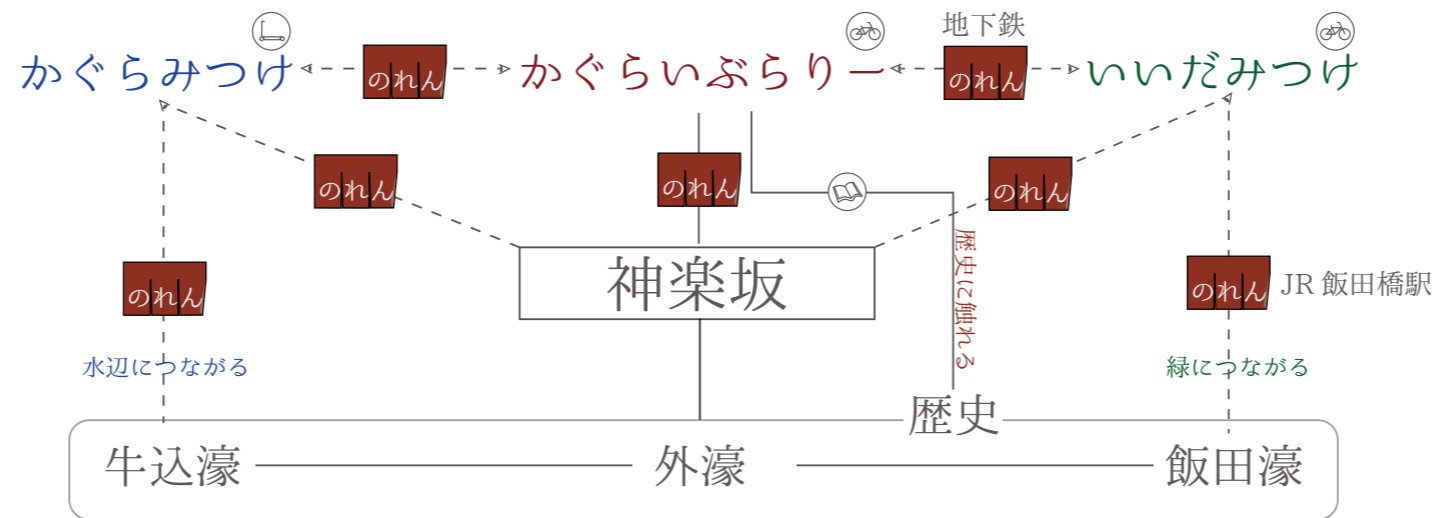 地下鉄
かぐらみつけ
のれん
かぐらいぶらりー
のれん
いいだみつけ
のれん
のれん
のれん
神楽坂
歴史に触れる
のれん
のれん
JR 飯田橋駅
水辺につながる
緑につながる
歴史
牛込濠
外濠
飯田濠